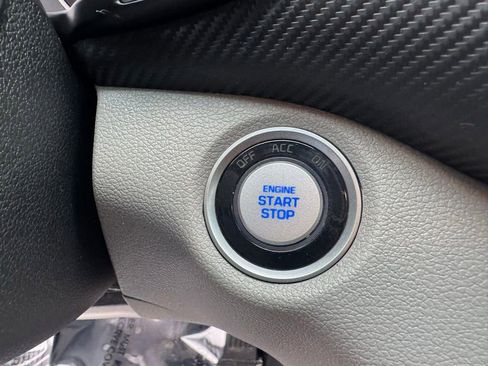 OFF ACC ON
ENGINE
START
STOP